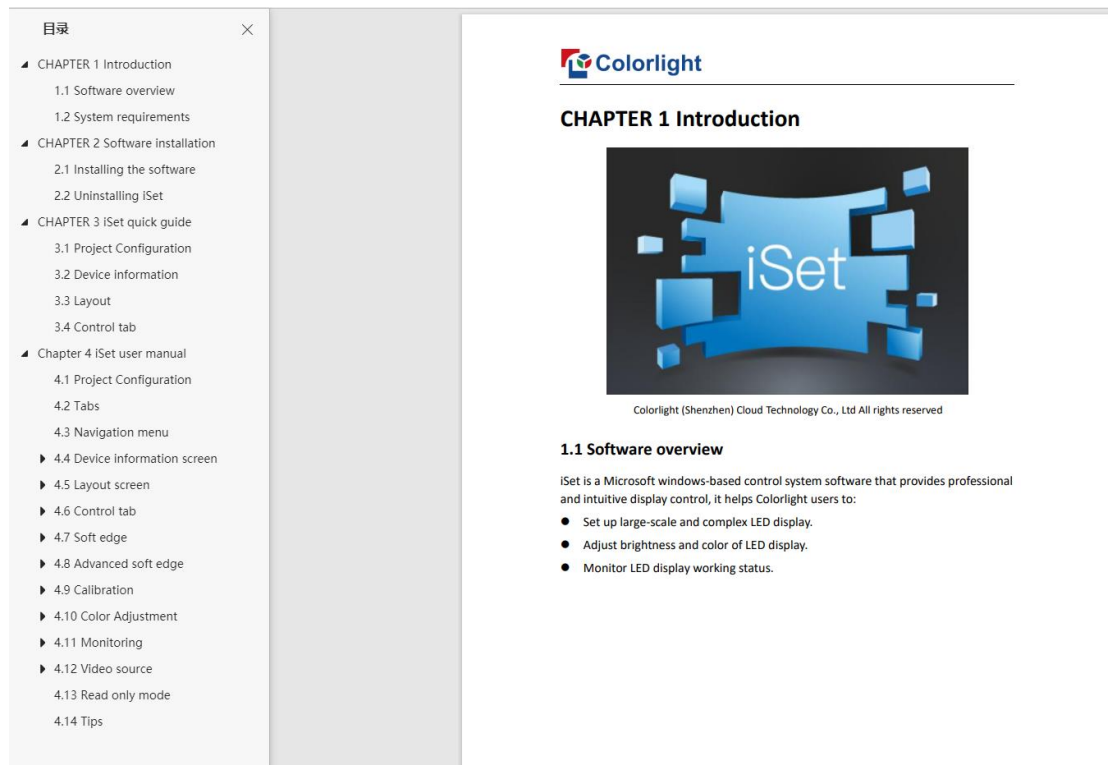 目录
CHAPTER 1 Introduction
1.1 Software overview
1.2 System requirements
CHAPTER 2 Software installation
2.1 Installing the software
2.2 Uninstalling iSet
CHAPTER 3 iSet quick guide
3.1 Project Configuration
3.2 Device information
3.3 Layout
3.4 Control tab
Chapter 4 iSet user manual
4.1 Project Configuration
4.2 Tabs
4.3 Navigation menu
4.4 Device information screen
4.5 Layout screen
4.6 Control tab
4.7 Soft edge
4.8 Advanced soft edge
4.9 Calibration
4.10 Color Adjustment
4.11 Monitoring
4.12 Video source
4.13 Read only mode
4.14 Tips
Colorlight
CHAPTER 1 Introduction
iSet
Colorlight (Shenzhen) Cloud Technology Co., Ltd All rights reserved
1.1 Software overview
iSet is a Microsoft windows-based control system software that provides professional
and intuitive display control, it helps Colorlight users to:
● Set up large-scale and complex LED display.
● Adjust brightness and color of LED display.
● Monitor LED display working status.